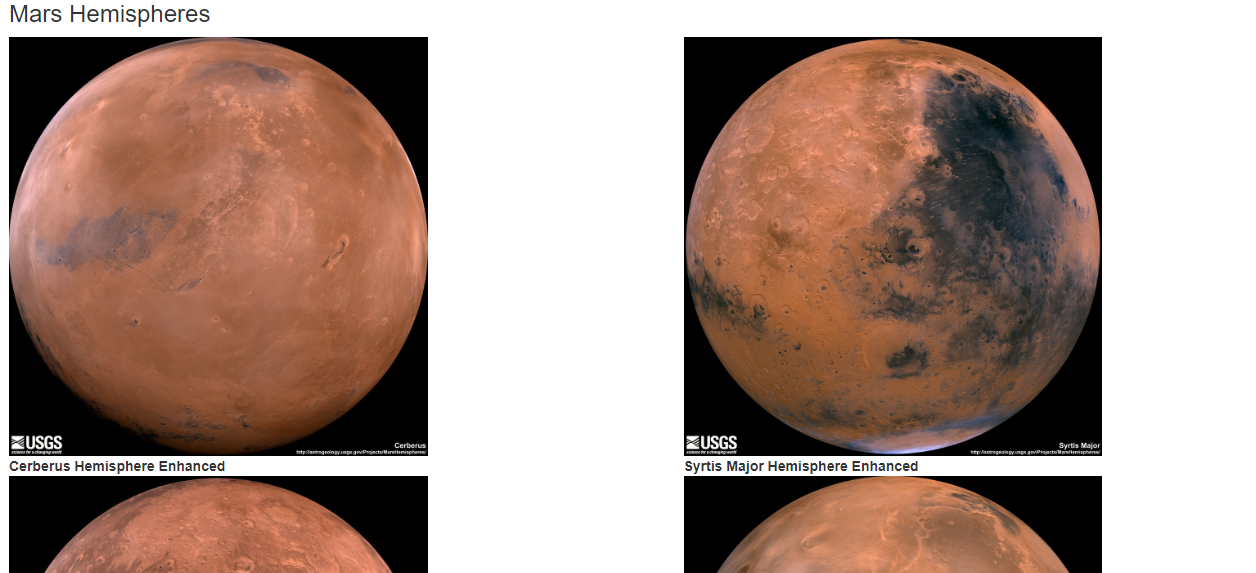 Mars Hemispheres
USGS
science for a changing world
Cerberus
http://astrogeology.usgs.gov/Projects/MarsHemispheres/
Cerberus Hemisphere Enhanced
USGS
science for a changing world
Syrtis Major
http://astrogeology.usgs.gov/Projects/MarsHemispheres/
Syrtis Major Hemisphere Enhanced